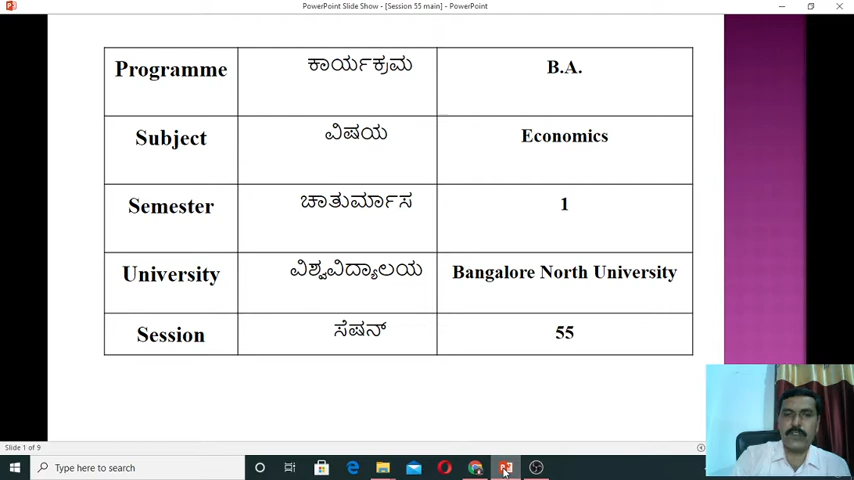 PowerPoint Slide Show - [Session 55 main] - PowerPoint
Programme ಕಾರ್ಯಕ್ರಮ B.A.
Subject ವಿಷಯ Economics
Semester ಚಾತುರ್ಮಾಸ 1
University ವಿಶ್ವವಿದ್ಯಾಲಯ Bangalore North University
Session ಸೆಷನ್ 55
Slide 1 of 9
Type here to search